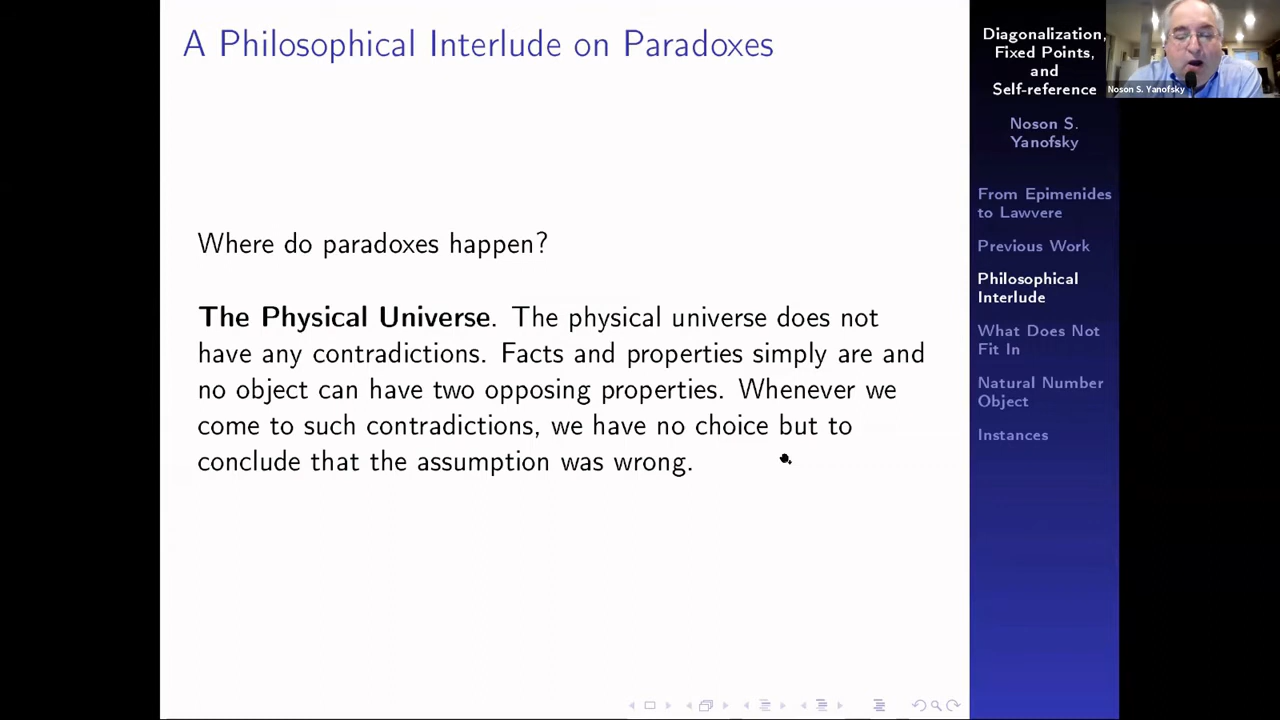 A Philosophical Interlude on Paradoxes
Where do paradoxes happen?
The Physical Universe. The physical universe does not
have any contradictions. Facts and properties simply are and
no object can have two opposing properties. Whenever we
come to such contradictions, we have no choice but to
conclude that the assumption was wrong.
Diagonalization,
Fixed Points,
and
Self-reference
Noson S.
Yanofsky
From Epimenides
to Lawvere
Previous Work
Philosophical
Interlude
What Does Not
Fit In
Natural Number
Object
Instances
Noson S. Yanofsky